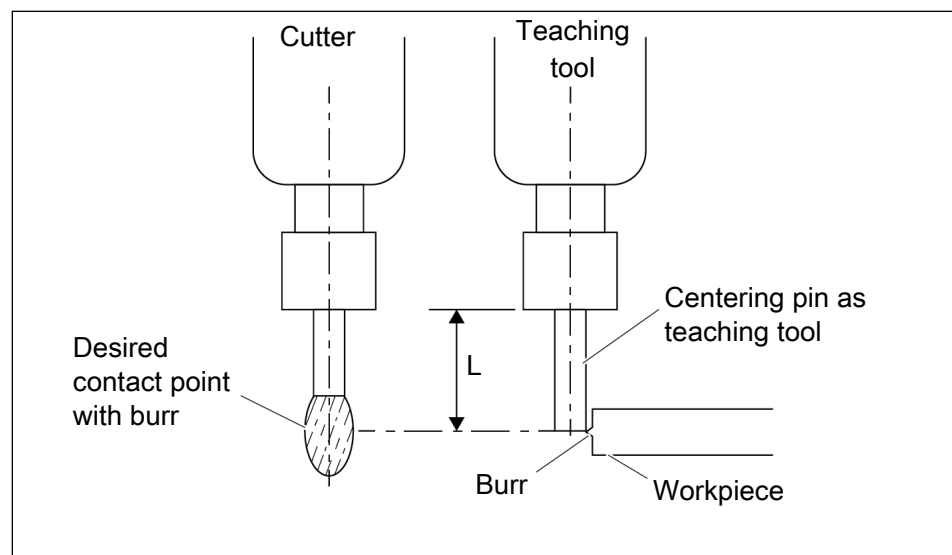 Cutter
Teaching
tool
Centering pin as
teaching tool
L
Desired
contact point
with burr
Burr
Workpiece